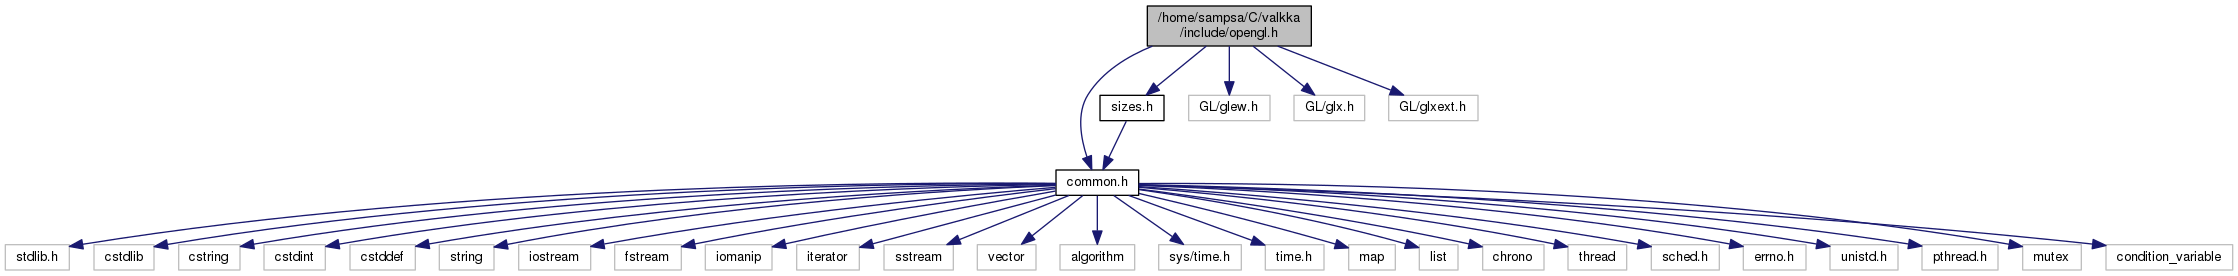 /home/sampsa/C/valkka
/include/opengl.h
sizes.h
GL/glew.h
GL/glx.h
GL/glxext.h
common.h
stdlib.h
cstdlib
cstring
cstdint
cstddef
string
iostream
fstream
iomanip
iterator
sstream
vector
algorithm
sys/time.h
time.h
map
list
chrono
thread
sched.h
errno.h
unistd.h
pthread.h
mutex
condition_variable